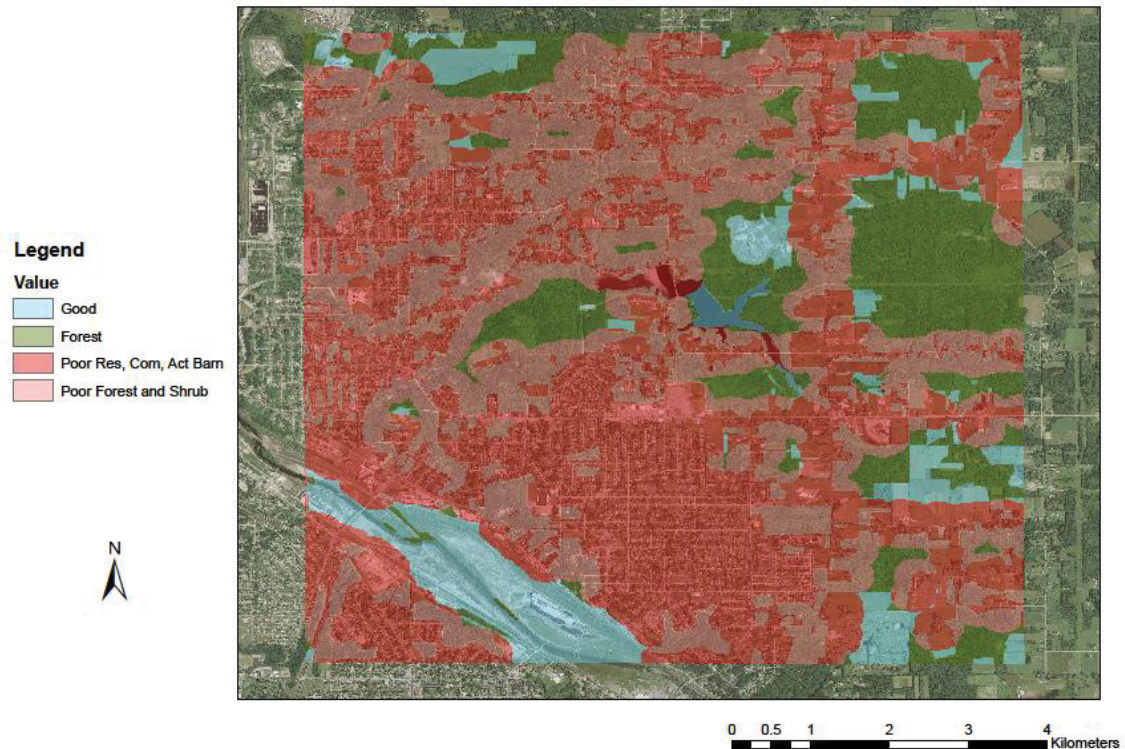 Legend
Value
Good
Forest
Poor Res, Com, Act Barn
Poor Forest and Shrub
N
0 0.5 1 2 3 4
Kilometers